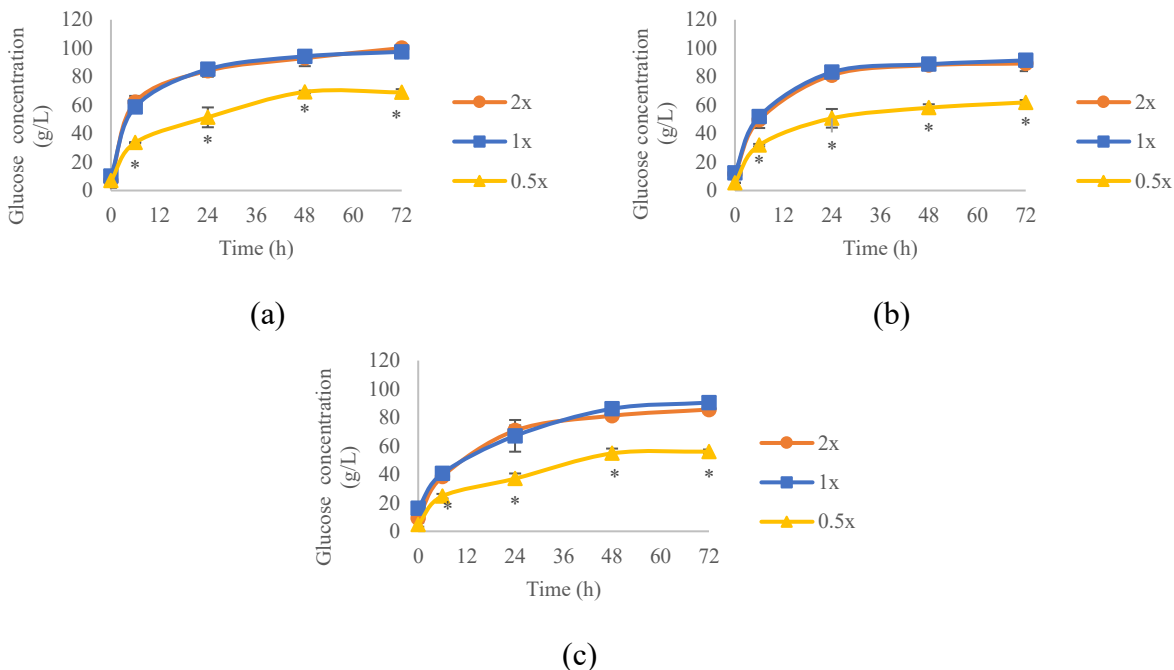 120
100
80
60
40
20
0
Glucose concentration
(g/L)
* * * *
0 12 24 36 48 60 72
Time (h)
2x
1x
0.5x
(a)
120
100
80
60
40
20
0
Glucose concentration
(g/L)
* * * *
0 12 24 36 48 60 72
Time (h)
2x
1x
0.5x
(b)
120
100
80
60
40
20
0
Glucose concentration
(g/L)
* * * *
0 12 24 36 48 60 72
Time (h)
2x
1x
0.5x
(c)